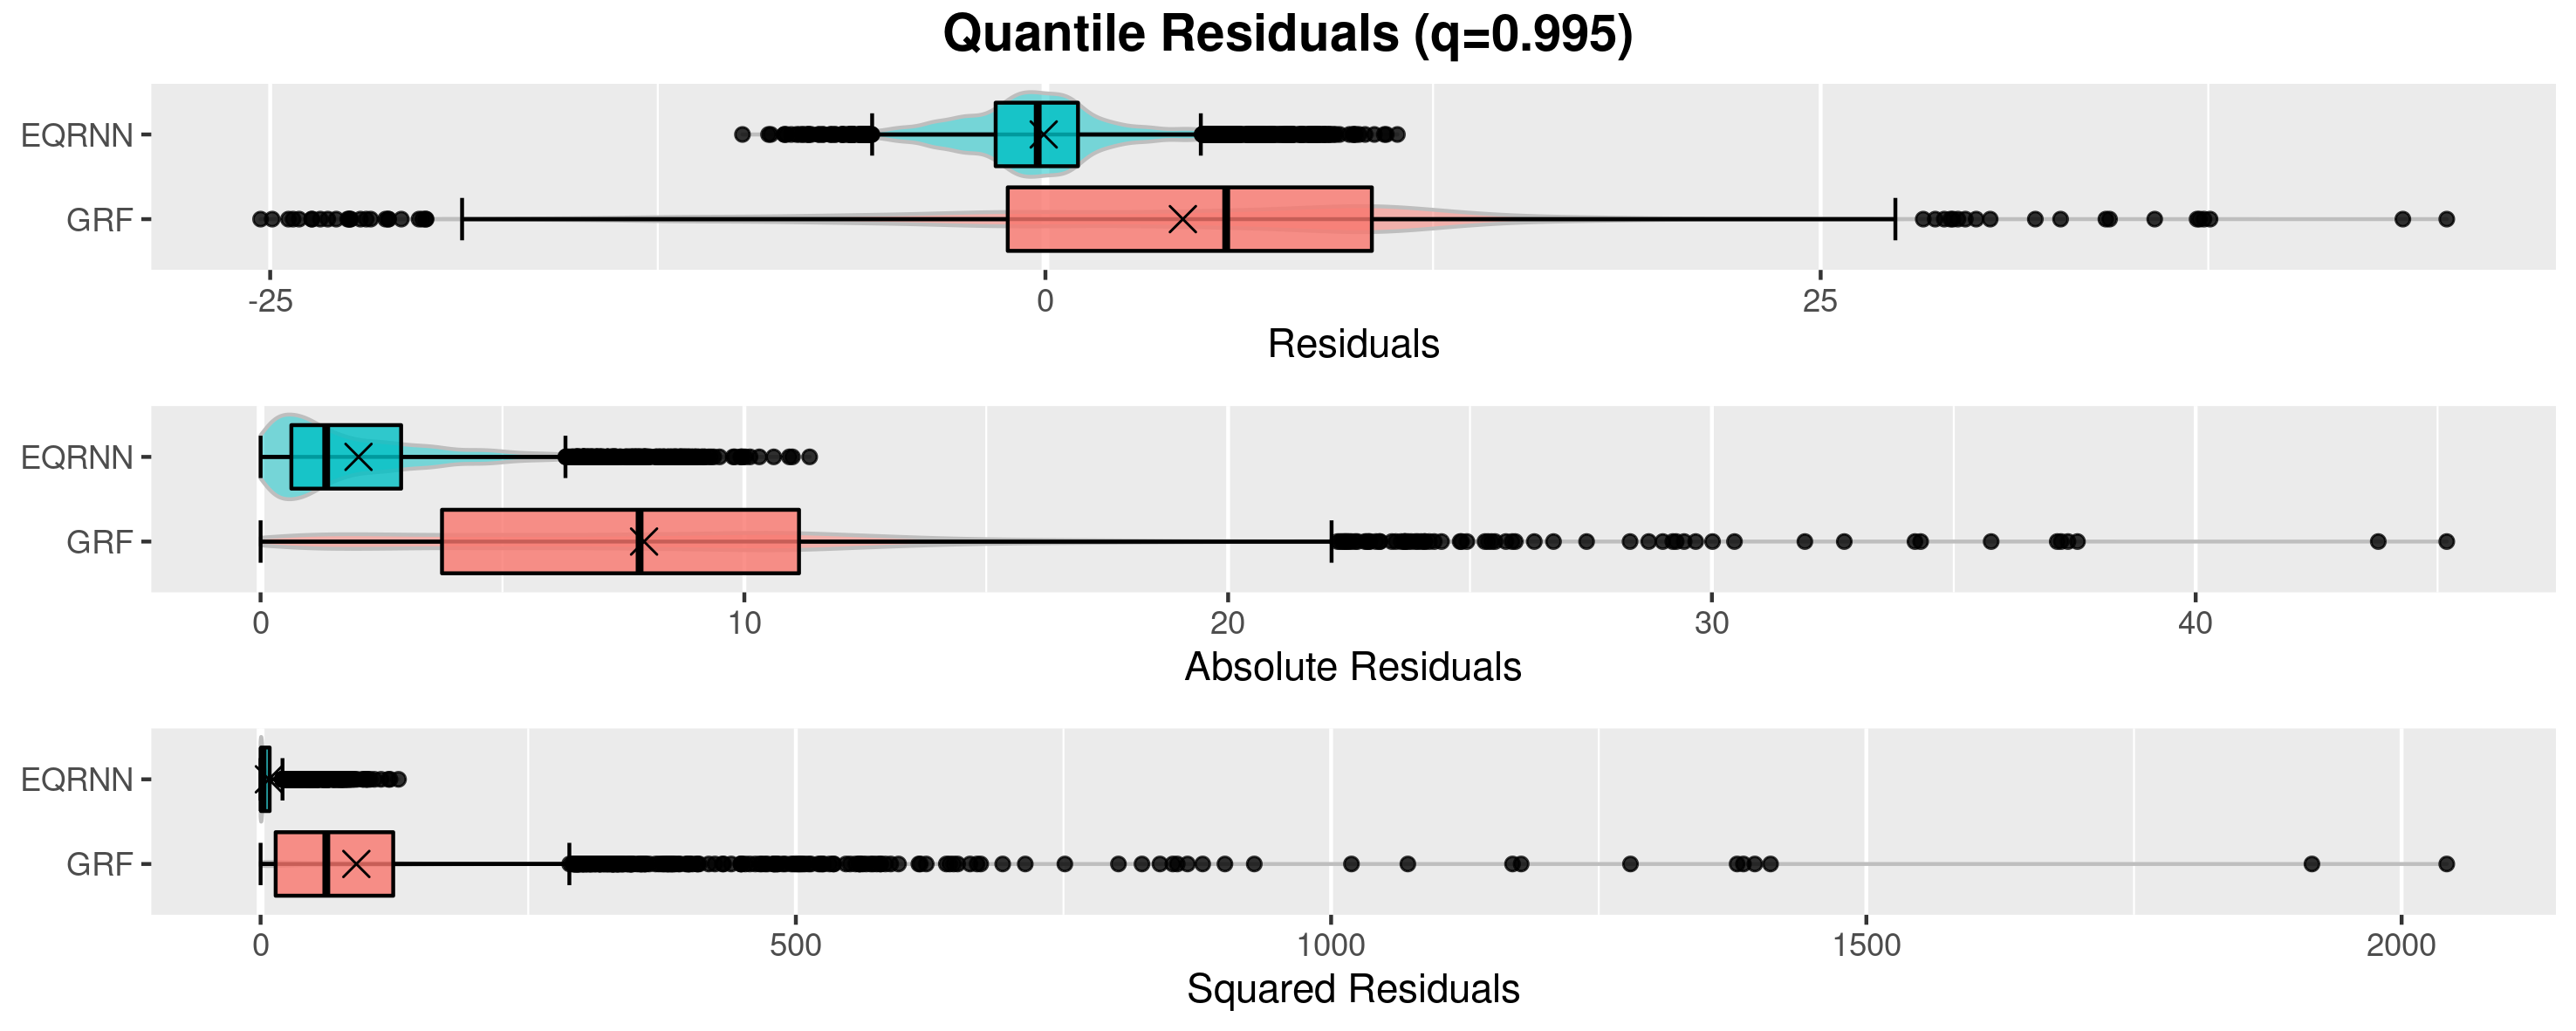 Quantile Residuals (q=0.995)
EQRNN
GRF
-25 0 25
Residuals
EQRNN
GRF
0 10 20 30 40
Absolute Residuals
EQRNN
GRF
0 500 1000 1500 2000
Squared Residuals